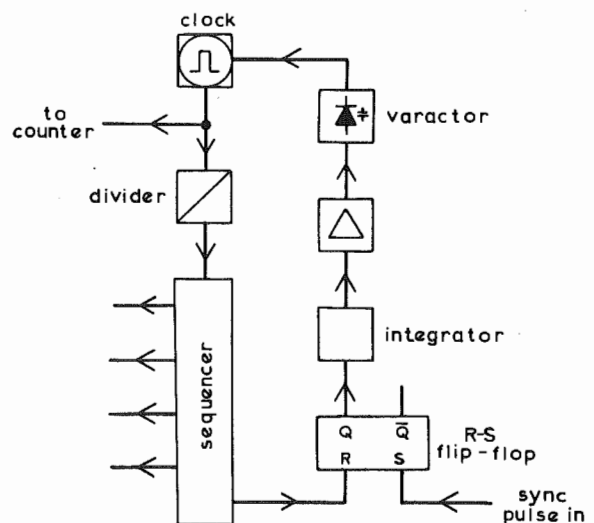 clock
to
counter
varactor
divider
integrator
sequencer
Q Q̅
R S
R-S
flip-flop
sync
pulse in